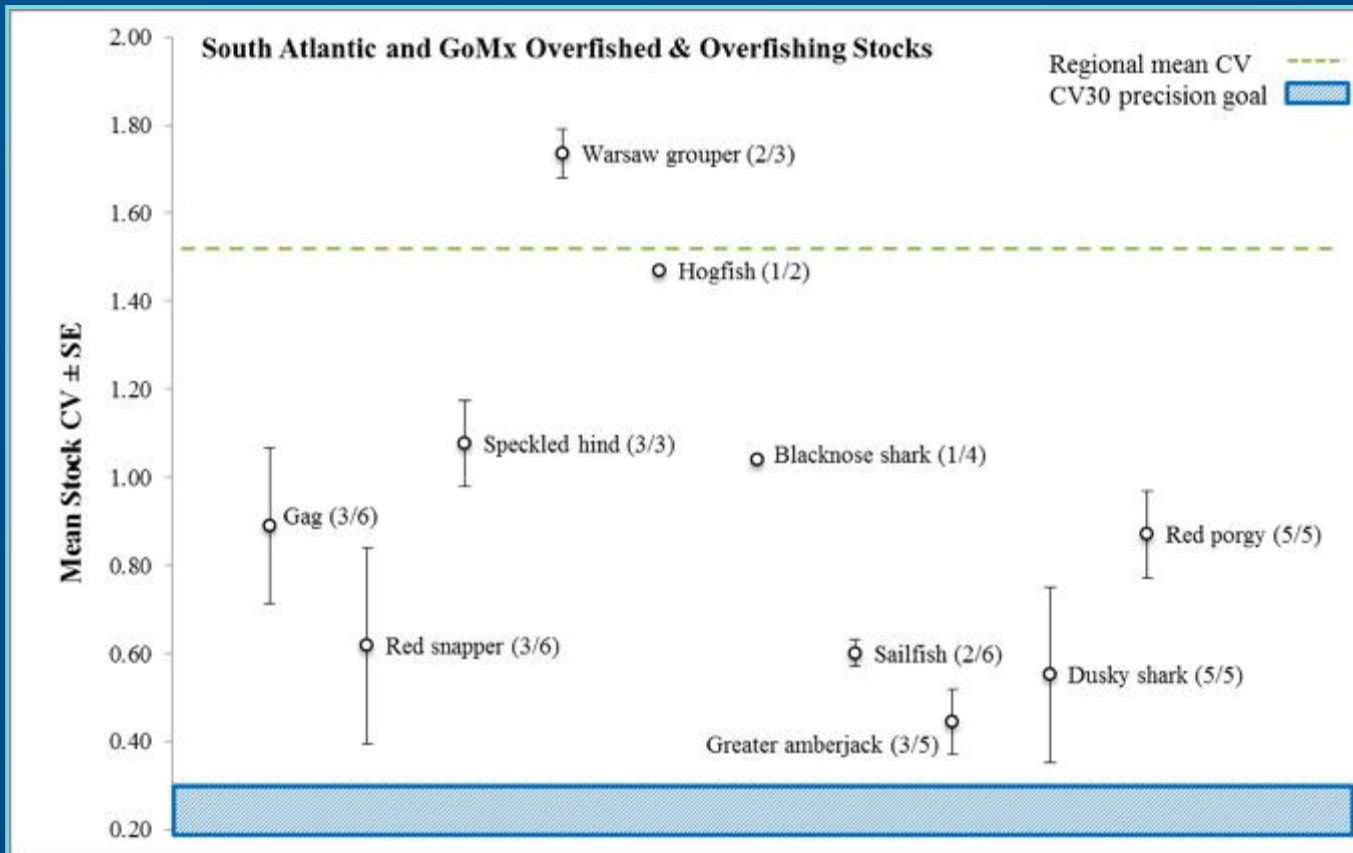 South Atlantic and GoMx Overfished & Overfishing Stocks
Regional mean CV
CV30 precision goal
Mean Stock CV ± SE
2.00
1.80
1.60
1.40
1.20
1.00
0.80
0.60
0.40
0.20
Warsaw grouper (2/3)
Hogfish (1/2)
Speckled hind (3/3)
Blacknose shark (1/4)
Gag (3/6)
Red porgy (5/5)
Red snapper (3/6)
Sailfish (2/6)
Dusky shark (5/5)
Greater amberjack (3/5)